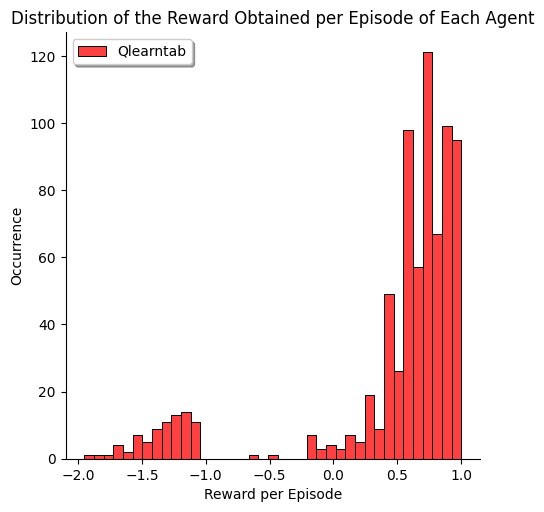 Distribution of the Reward Obtained per Episode of Each Agent
Qlearntab
120
100
80
60
40
20
0
Occurrence
−2.0 −1.5 −1.0 −0.5 0.0 0.5 1.0
Reward per Episode